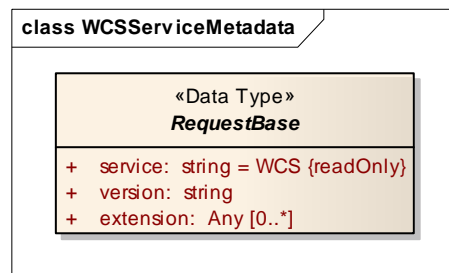 class WCSServiceMetadata
«Data Type»
RequestBase
+ service: string = WCS {readOnly}
+ version: string
+ extension: Any [0..*]